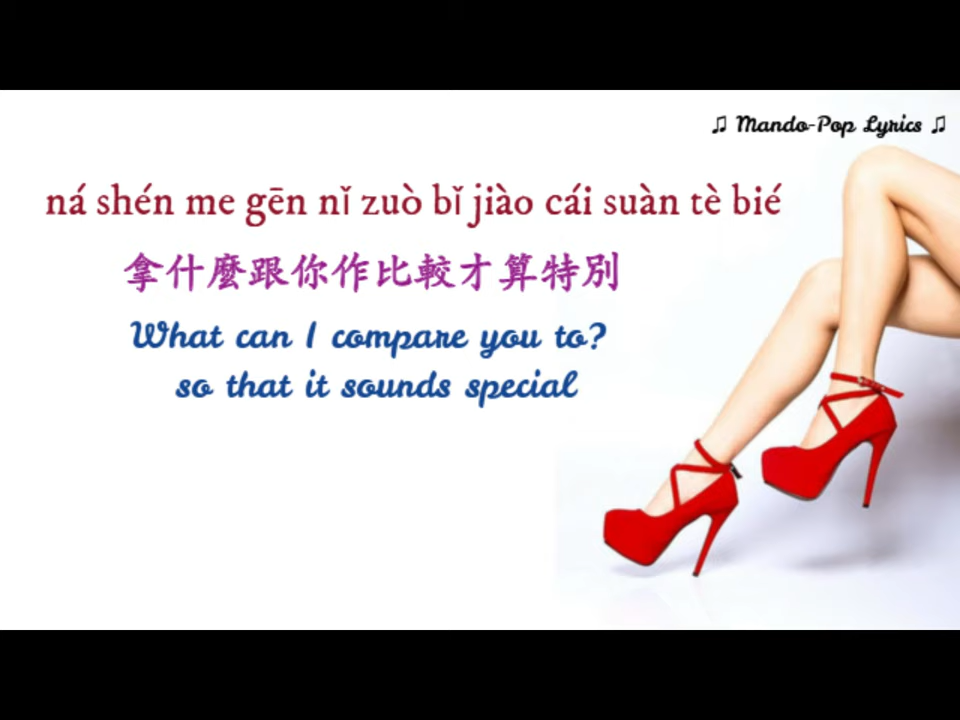 ♫ Mando-Pop Lyrics ♫
ná shén me gēn nǐ zuò bǐ jiào cái suàn tè bié
拿什麼跟你作比較才算特別
What can I compare you to?
so that it sounds special